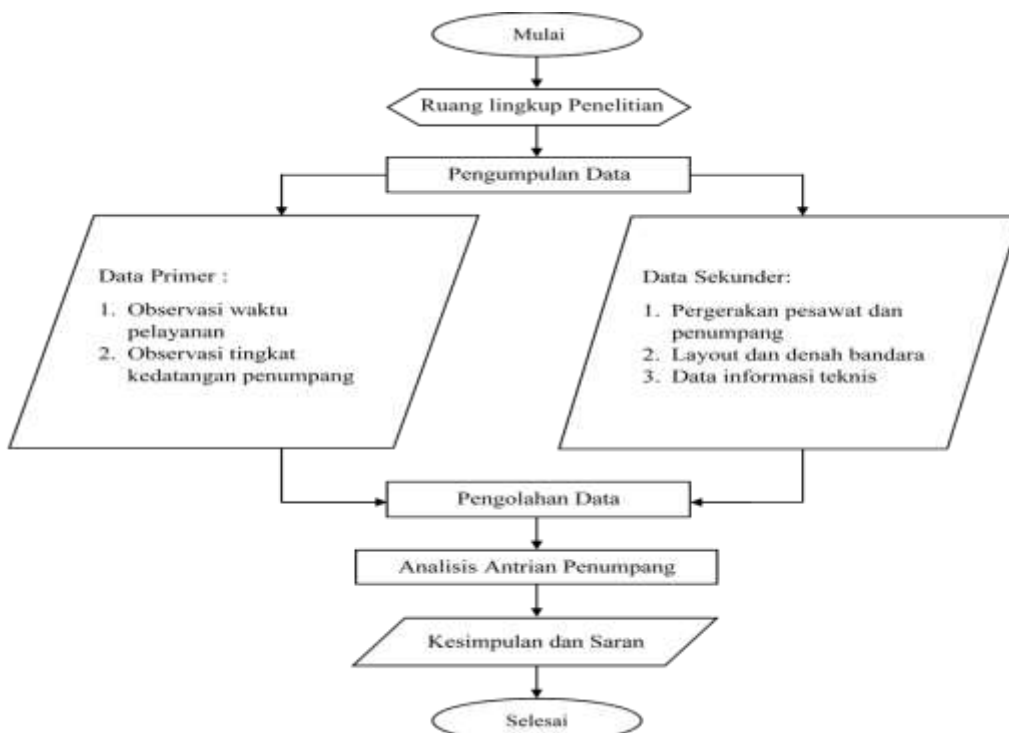 Mulai
Ruang lingkup Penelitian
Pengumpulan Data
Data Primer :
1. Observasi waktu
pelayanan
2. Observasi tingkat
kedatangan penumpang
Data Sekunder:
1. Pergerakan pesawat dan
penumpang
2. Layout dan denah bandara
3. Data informasi teknis
Pengolahan Data
Analisis Antrian Penumpang
Kesimpulan dan Saran
Selesai